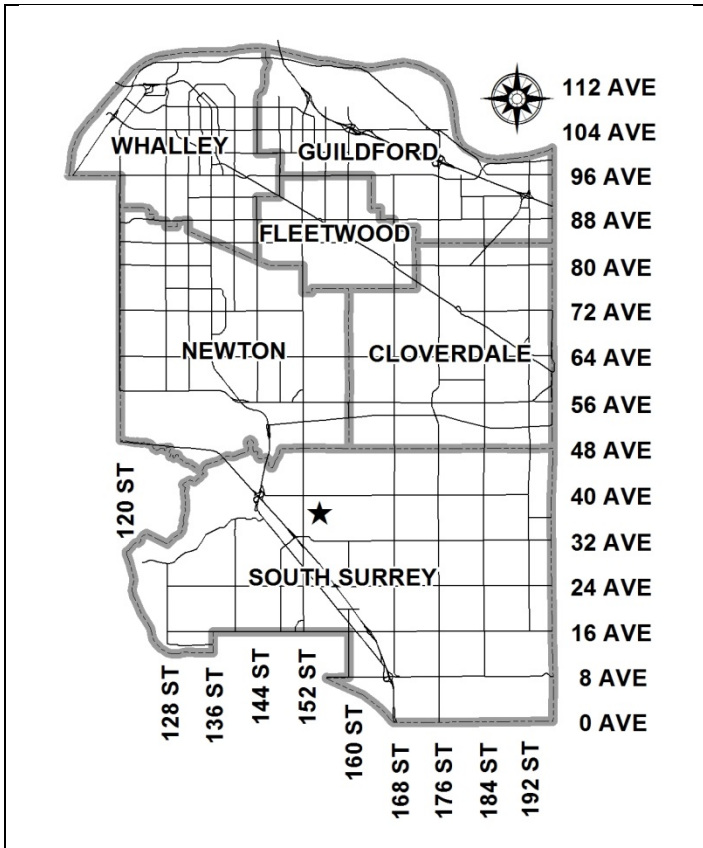 112 AVE
104 AVE
WHALLEY
GUILDFORD
96 AVE
88 AVE
FLEETWOOD
80 AVE
72 AVE
NEWTON
CLOVERDALE
64 AVE
56 AVE
48 AVE
120 ST
40 AVE
32 AVE
SOUTH SURREY
24 AVE
16 AVE
8 AVE
0 AVE
128 ST
136 ST
144 ST
152 ST
160 ST
168 ST
176 ST
184 ST
192 ST